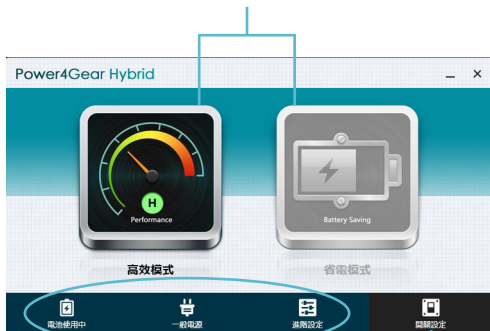 Power4Gear Hybrid
H
Performance
Battery Saving
高效模式
省電模式
電池使用中
一般電源
進階設定
開關設定